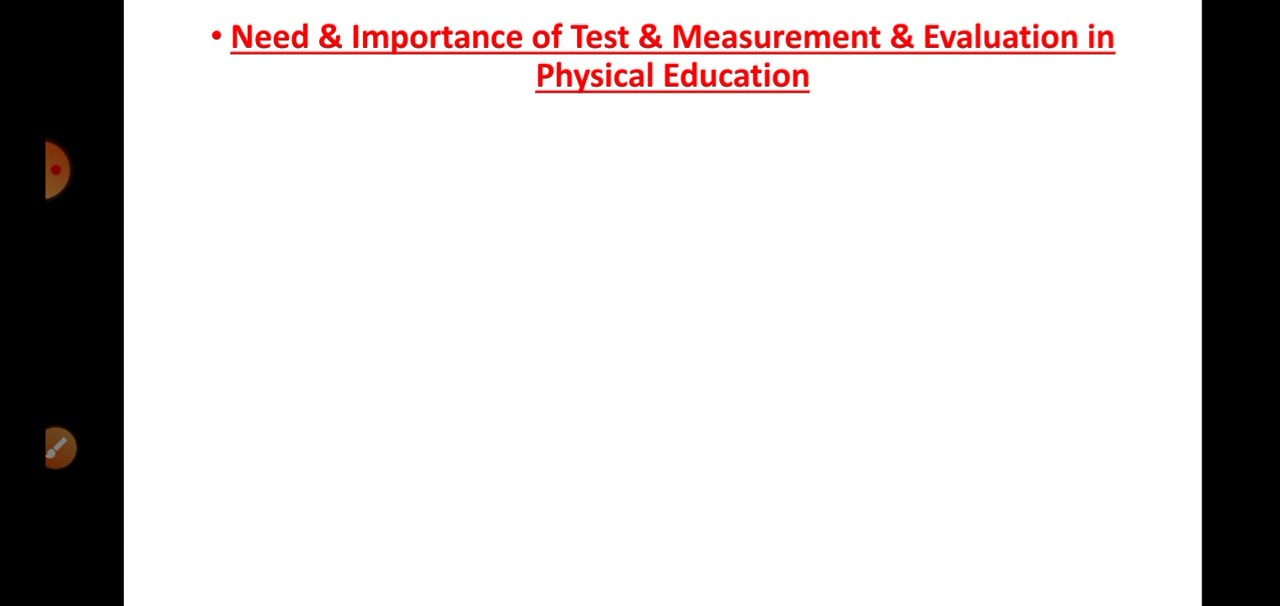 • Need & Importance of Test & Measurement & Evaluation in
Physical Education